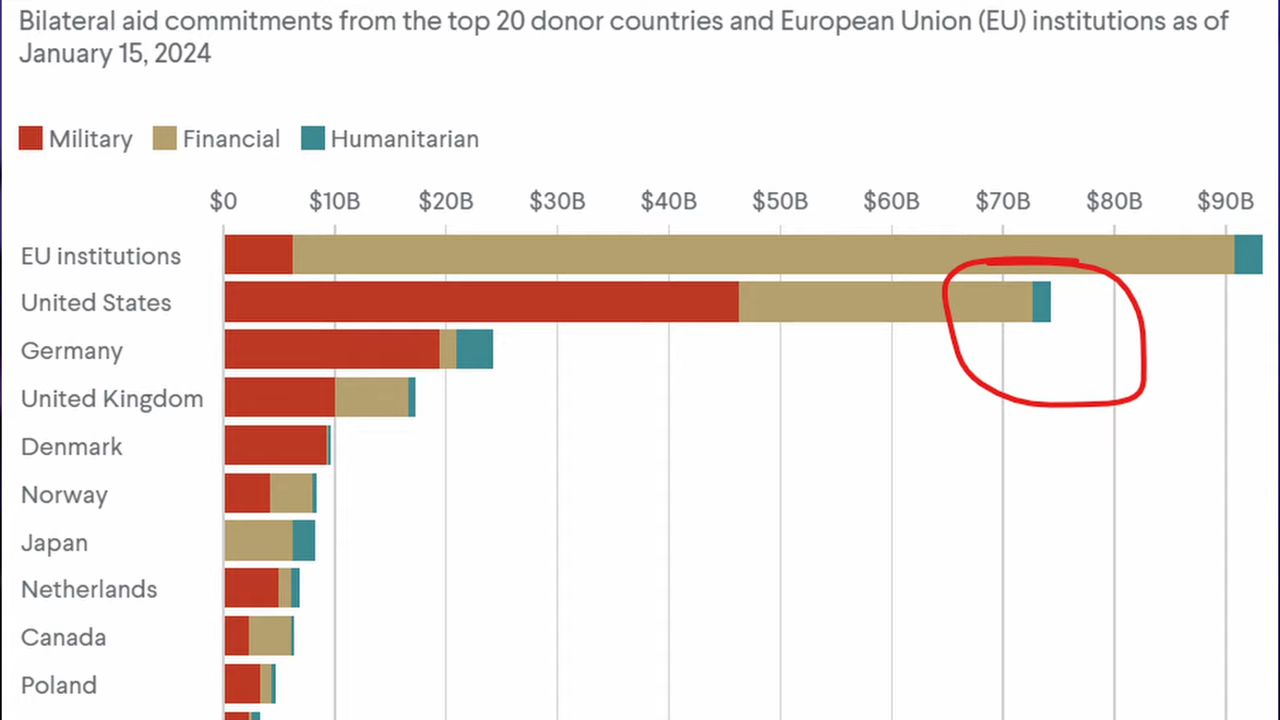 Bilateral aid commitments from the top 20 donor countries and European Union (EU) institutions as of
January 15, 2024
Military Financial Humanitarian
$0 $10B $20B $30B $40B $50B $60B $70B $80B $90B
EU institutions
United States
Germany
United Kingdom
Denmark
Norway
Japan
Netherlands
Canada
Poland